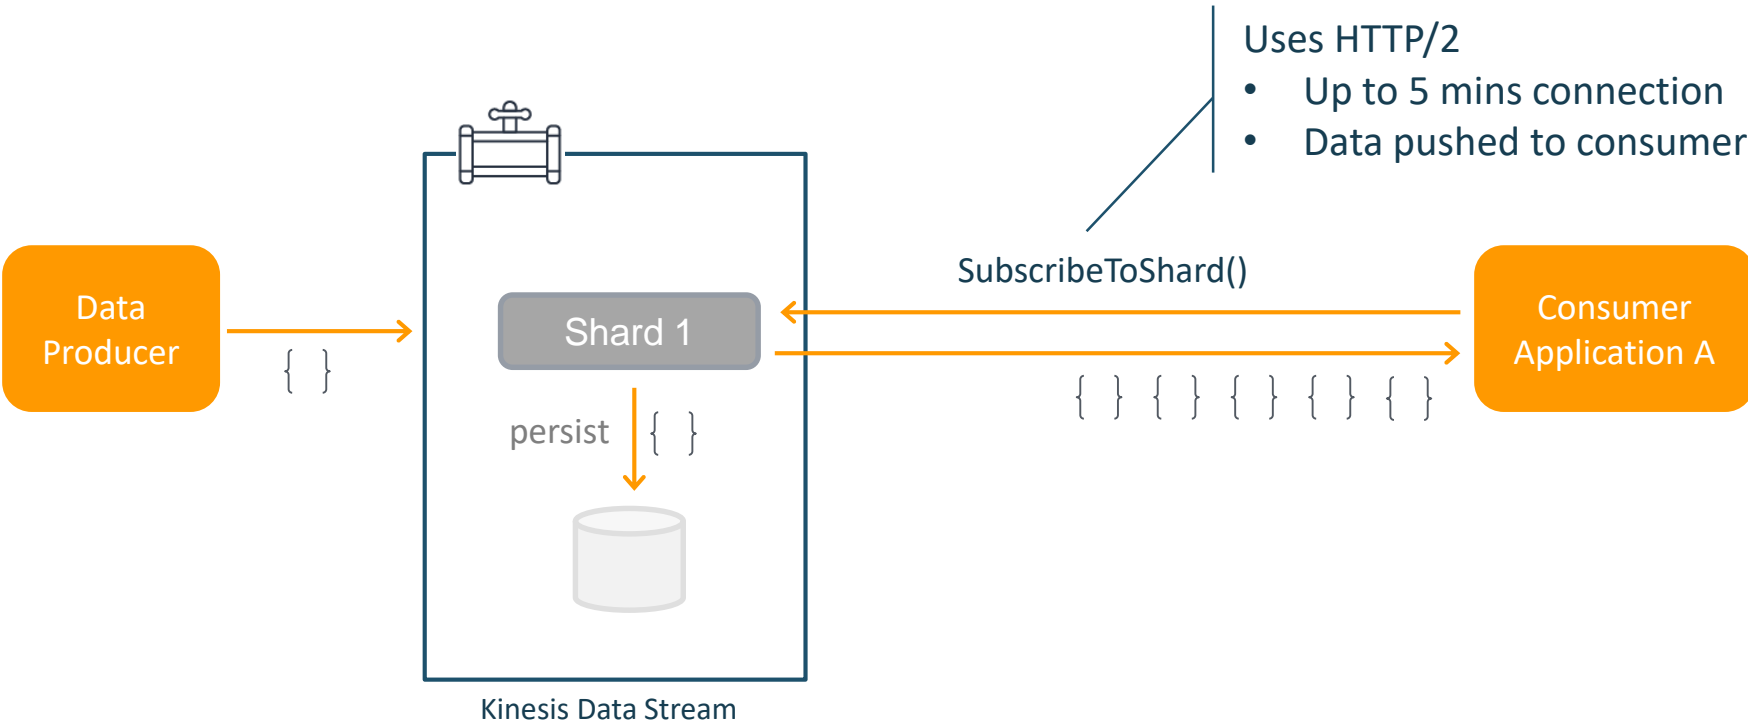 Uses HTTP/2
• Up to 5 mins connection
• Data pushed to consumer
SubscribeToShard()
Data
Producer
{ }
Shard 1
persist
{ }
Consumer
Application A
{ } { } { } { } { }
Kinesis Data Stream